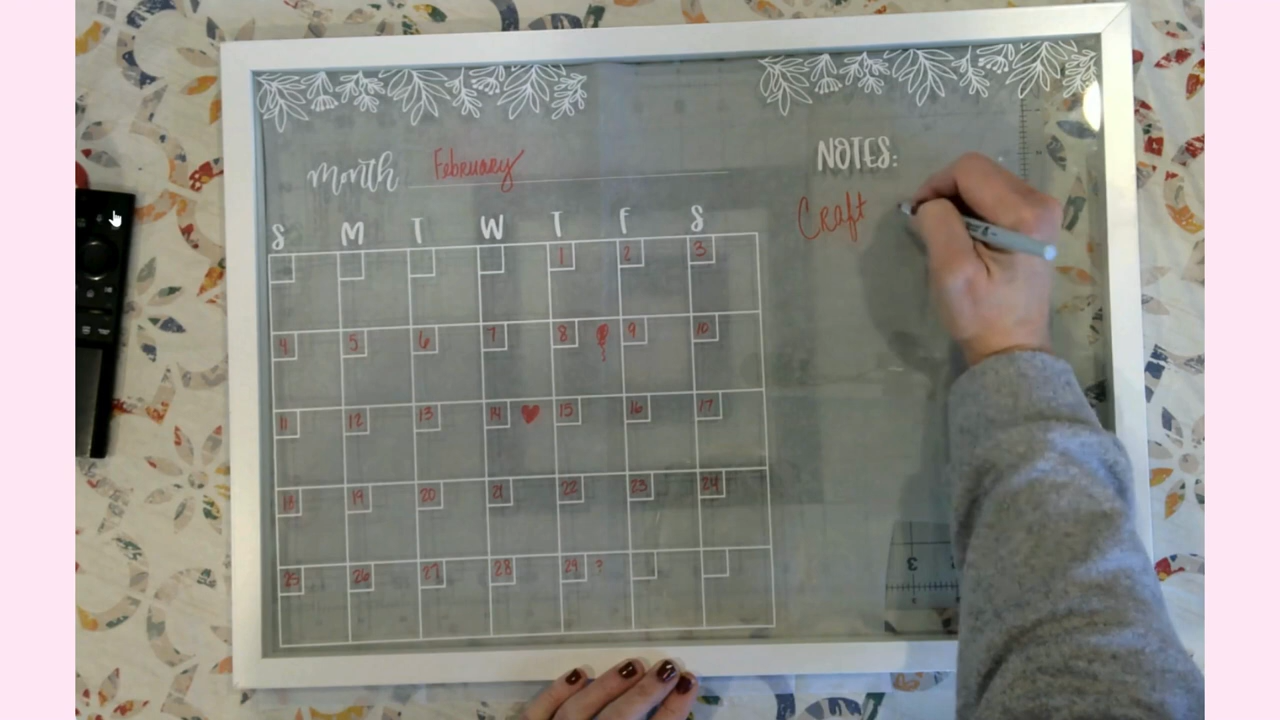 month February
NOTES:
Craft
S M T W T F S
1 2 3
4 5 6 7 8 9 10
11 12 13 14 15 16 17
18 19 20 21 22 23 24
25 26 27 28 29 ?
3